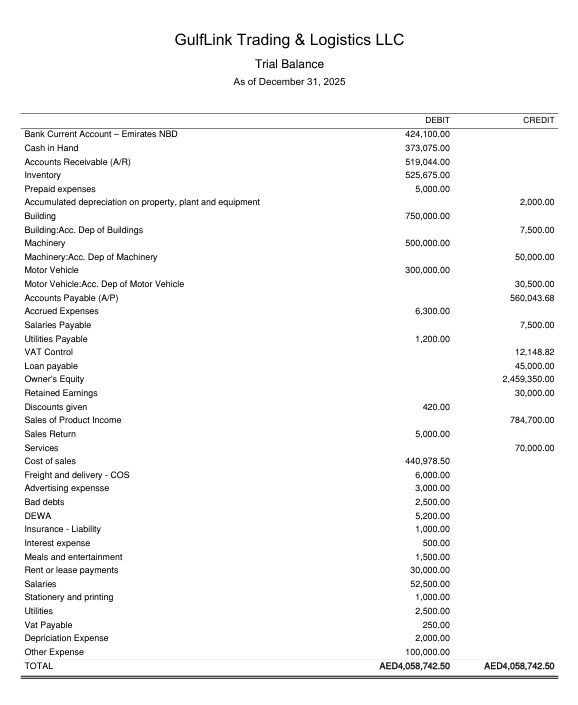 GulfLink Trading & Logistics LLC
Trial Balance
As of December 31, 2025
DEBIT CREDIT
Bank Current Account – Emirates NBD 424,100.00
Cash in Hand 373,075.00
Accounts Receivable (A/R) 519,044.00
Inventory 525,675.00
Prepaid expenses 5,000.00
Accumulated depreciation on property, plant and equipment 2,000.00
Building 750,000.00
Building:Acc. Dep of Buildings 7,500.00
Machinery 500,000.00
Machinery:Acc. Dep of Machinery 50,000.00
Motor Vehicle 300,000.00
Motor Vehicle:Acc. Dep of Motor Vehicle 30,500.00
Accounts Payable (A/P) 560,043.68
Accrued Expenses 6,300.00
Salaries Payable 7,500.00
Utilities Payable 1,200.00
VAT Control 12,148.82
Loan payable 45,000.00
Owner's Equity 2,459,350.00
Retained Earnings 30,000.00
Discounts given 420.00
Sales of Product Income 784,700.00
Sales Return 5,000.00
Services 70,000.00
Cost of sales 440,978.50
Freight and delivery - COS 6,000.00
Advertising expensse 3,000.00
Bad debts 2,500.00
DEWA 5,200.00
Insurance - Liability 1,000.00
Interest expense 500.00
Meals and entertainment 1,500.00
Rent or lease payments 30,000.00
Salaries 52,500.00
Stationery and printing 1,000.00
Utilities 2,500.00
Vat Payable 250.00
Depriciation Expense 2,000.00
Other Expense 100,000.00
TOTAL AED4,058,742.50 AED4,058,742.50